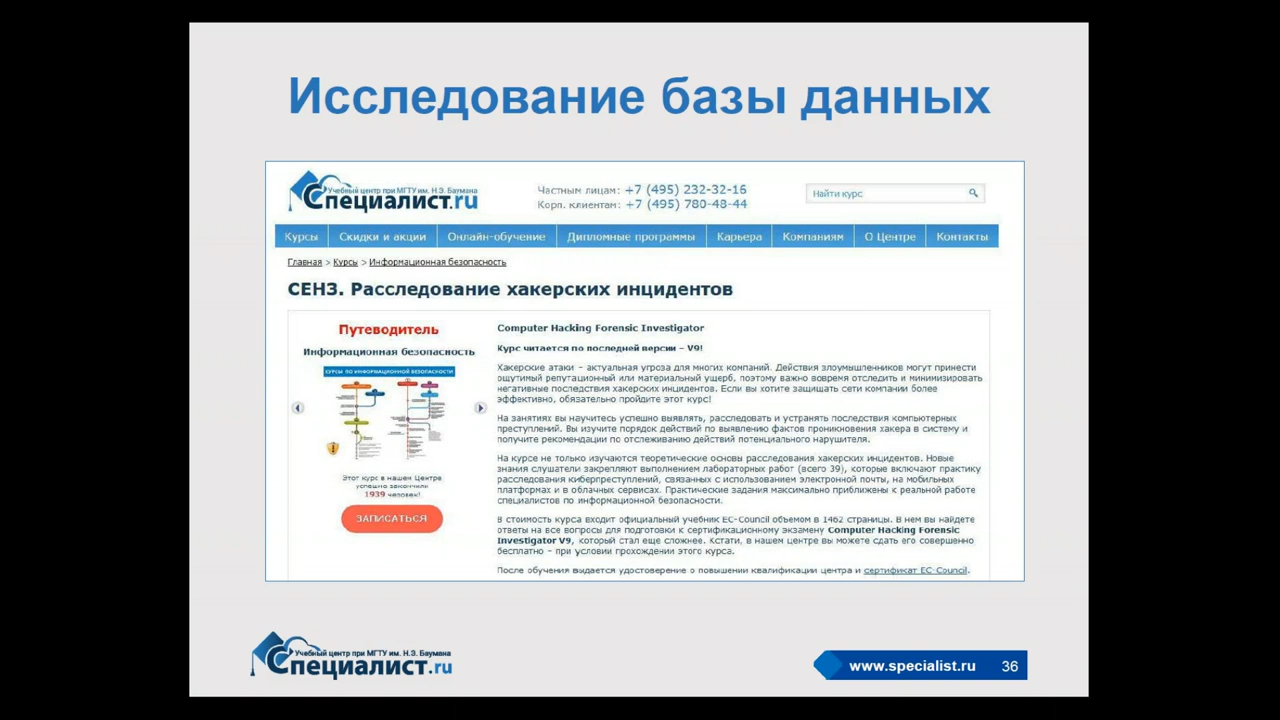 Исследование базы данных
Учебный центр при МГТУ им. Н.Э. Баумана
Специалист.ru
Частным лицам: +7 (495) 232-32-16
Корп. клиентам: +7 (495) 780-48-44
Найти курс
Курсы Скидки и акции Онлайн-обучение Дипломные программы Карьера Компаниям О Центре Контакты
Главная > Курсы > Информационная безопасность
CEH3. Расследование хакерских инцидентов
Путеводитель
Информационная безопасность
КУРСЫ ПО ИНФОРМАЦИОННОЙ БЕЗОПАСНОСТИ
Этот курс в нашем Центре
успешно закончили
1939 человек!
ЗАПИСАТЬСЯ
Computer Hacking Forensic Investigator
Курс читается по последней версии – V9!
Хакерские атаки – актуальная угроза для многих компаний. Действия злоумышленников могут принести
ощутимый репутационный или материальный ущерб, поэтому важно вовремя отследить и минимизировать
негативные последствия хакерских инцидентов. Если вы хотите защищать сети компании более
эффективно, обязательно пройдите этот курс!
На занятиях вы научитесь успешно выявлять, расследовать и устранять последствия компьютерных
преступлений. Вы изучите порядок действий по выявлению фактов проникновения хакера в систему и
получите рекомендации по отслеживанию действий потенциального нарушителя.
На курсе не только изучаются теоретические основы расследования хакерских инцидентов. Новые
знания слушатели закрепляют выполнением лабораторных работ (всего 39), которые включают практику
расследования киберпреступлений, связанных с использованием электронной почты, на мобильных
платформах и в облачных сервисах. Практические задания максимально приближены к реальной работе
специалистов по информационной безопасности.
В стоимость курса входит официальный учебник EC-Council объемом в 1462 страницы. В нем вы найдете
ответы на все вопросы для подготовки к сертификационному экзамену Computer Hacking Forensic
Investigator V9, который стал еще сложнее. Кстати, в нашем центре вы можете сдать его совершенно
бесплатно – при условии прохождении этого курса.
После обучения выдается удостоверение о повышении квалификации центра и сертификат EC-Council.
Учебный центр при МГТУ им. Н.Э. Баумана
Специалист.ru
www.specialist.ru 36